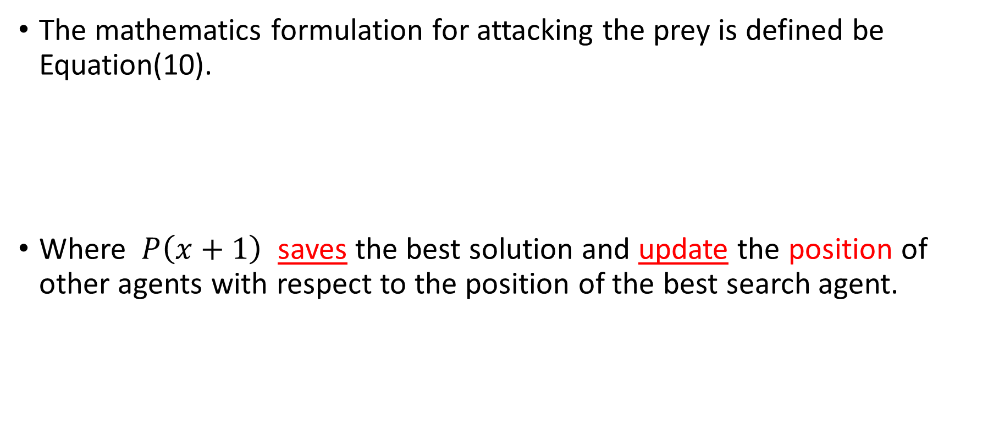 • The mathematics formulation for attacking the prey is defined be
Equation(10).
• Where P(x + 1) saves the best solution and update the position of
other agents with respect to the position of the best search agent.